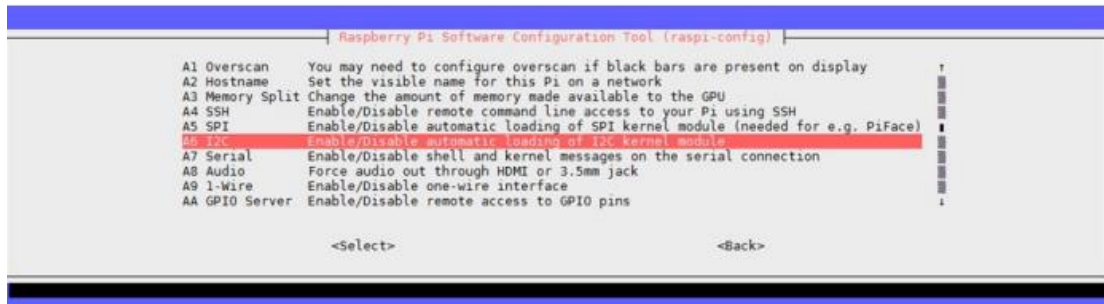 Raspberry Pi Software Configuration Tool (raspi-config)
A1 Overscan You may need to configure overscan if black bars are present on display
A2 Hostname Set the visible name for this Pi on a network
A3 Memory Split Change the amount of memory made available to the GPU
A4 SSH Enable/Disable remote command line access to your Pi using SSH
A5 SPI Enable/Disable automatic loading of SPI kernel module (needed for e.g. PiFace)
A6 I2C Enable/Disable automatic loading of I2C kernel module
A7 Serial Enable/Disable shell and kernel messages on the serial connection
A8 Audio Force audio out through HDMI or 3.5mm jack
A9 1-Wire Enable/Disable one-wire interface
AA GPIO Server Enable/Disable remote access to GPIO pins
<Select> <Back>